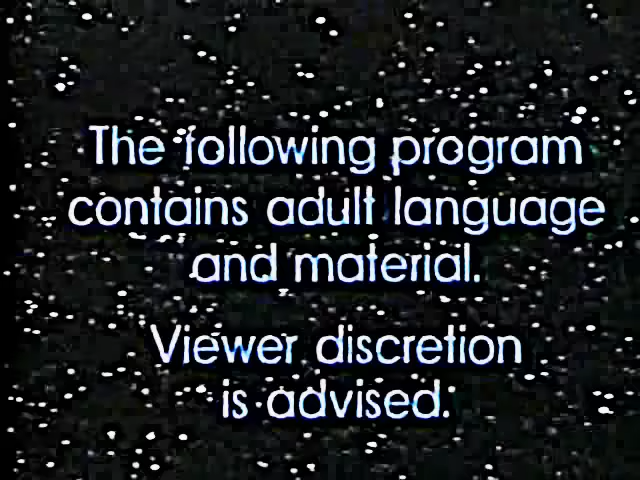 The following program
contains adult language
and material.
Viewer discretion
is advised.